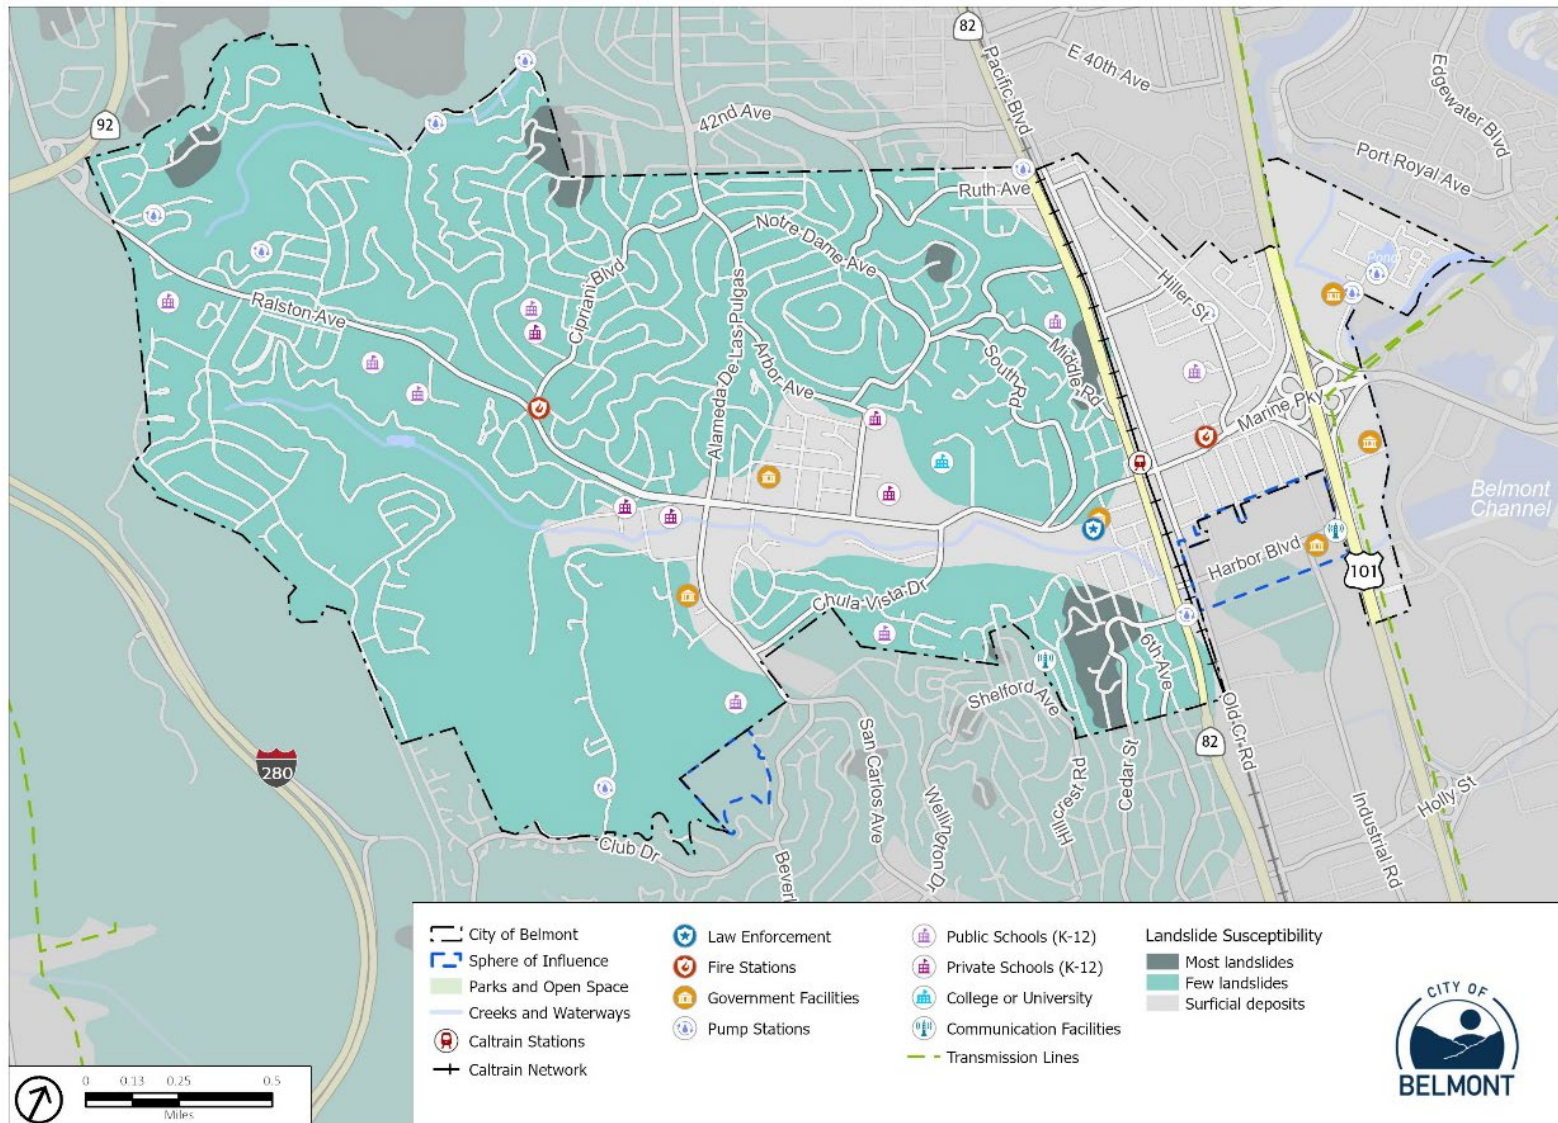 82
Pacific Blvd
E 40th Ave
Edgewater Blvd
92
42nd Ave
Port Royal Ave
Ruth Ave
Notre Dame Ave
Cipriani Blvd
Alameda De Las Pulgas
Hiller St
Pond
Ralston Ave
Arbor Ave
South Rd
Middle Rd
Marine Pky
Belmont
Channel
Harbor Blvd
101
Chula Vista Dr
6th Ave
Shelford Ave
Old Cr Rd
82
San Carlos Ave
Cedar St
280
Wellington Dr
Hillcrest Rd
Industrial Rd
Holly St
Club Dr
Beverl
City of Belmont
Sphere of Influence
Parks and Open Space
Creeks and Waterways
Caltrain Stations
Caltrain Network
Law Enforcement
Fire Stations
Government Facilities
Pump Stations
Public Schools (K-12)
Private Schools (K-12)
College or University
Communication Facilities
Transmission Lines
Landslide Susceptibility
Most landslides
Few landslides
Surficial deposits
CITY OF
BELMONT
0 0.13 0.25 0.5
Miles